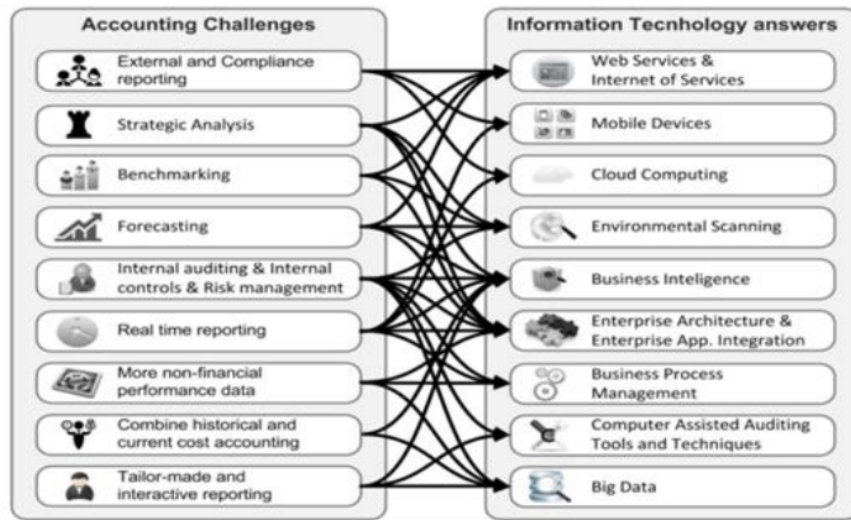 Accounting Challenges
External and Compliance
reporting
Strategic Analysis
Benchmarking
Forecasting
Internal auditing & Internal
controls & Risk management
Real time reporting
More non-financial
performance data
Combine historical and
current cost accounting
Tailor-made and
interactive reporting
Information Tecnhology answers
Web Services &
Internet of Services
Mobile Devices
Cloud Computing
Environmental Scanning
Business Inteligence
Enterprise Architecture &
Enterprise App. Integration
Business Process
Management
Computer Assisted Auditing
Tools and Techniques
Big Data